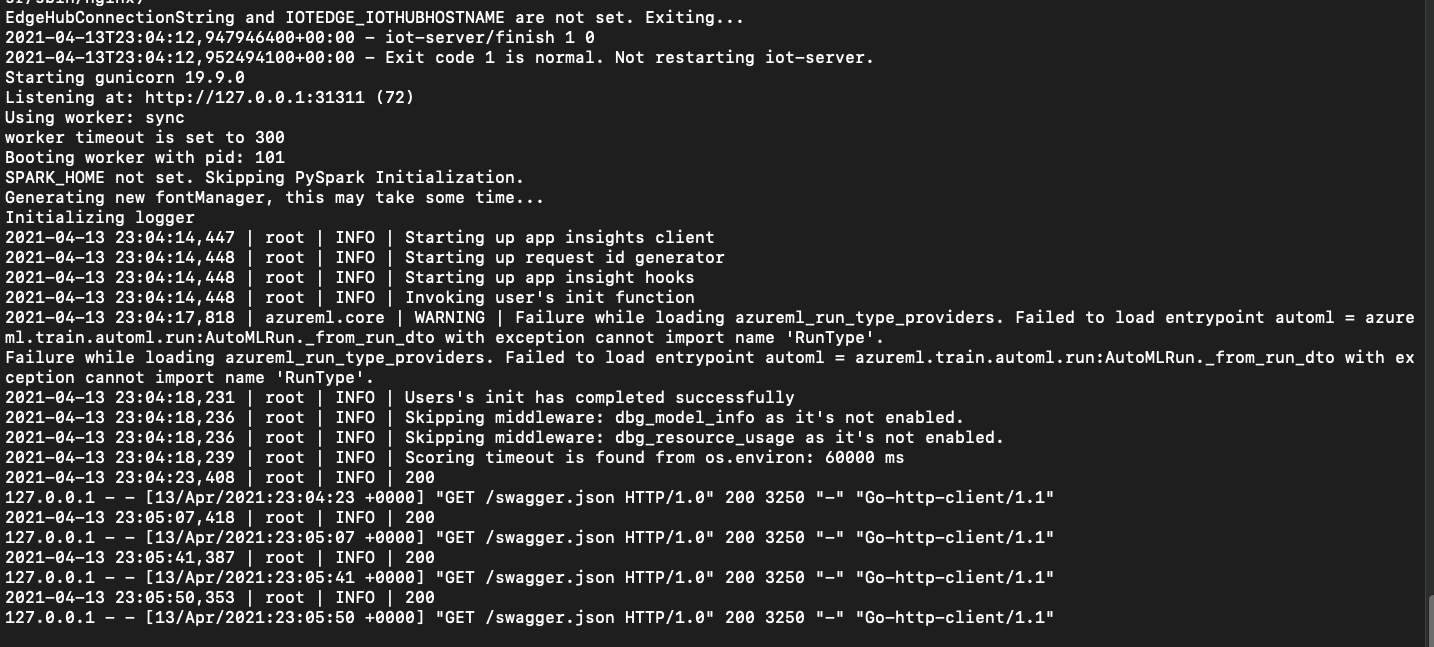 EdgeHubConnectionString and IOTEDGE_IOTHUBHOSTNAME are not set. Exiting...
2021-04-13T23:04:12,947946400+00:00 - iot-server/finish 1 0
2021-04-13T23:04:12,952494100+00:00 - Exit code 1 is normal. Not restarting iot-server.
Starting gunicorn 19.9.0
Listening at: http://127.0.0.1:31311 (72)
Using worker: sync
worker timeout is set to 300
Booting worker with pid: 101
SPARK_HOME not set. Skipping PySpark Initialization.
Generating new fontManager, this may take some time...
Initializing logger
2021-04-13 23:04:14,447 | root | INFO | Starting up app insights client
2021-04-13 23:04:14,448 | root | INFO | Starting up request id generator
2021-04-13 23:04:14,448 | root | INFO | Starting up app insight hooks
2021-04-13 23:04:14,448 | root | INFO | Invoking user's init function
2021-04-13 23:04:17,818 | azureml.core | WARNING | Failure while loading azureml_run_type_providers. Failed to load entrypoint automl = azure
ml.train.automl.run:AutoMLRun._from_run_dto with exception cannot import name 'RunType'.
Failure while loading azureml_run_type_providers. Failed to load entrypoint automl = azureml.train.automl.run:AutoMLRun._from_run_dto with ex
ception cannot import name 'RunType'.
2021-04-13 23:04:18,231 | root | INFO | Users's init has completed successfully
2021-04-13 23:04:18,236 | root | INFO | Skipping middleware: dbg_model_info as it's not enabled.
2021-04-13 23:04:18,236 | root | INFO | Skipping middleware: dbg_resource_usage as it's not enabled.
2021-04-13 23:04:18,239 | root | INFO | Scoring timeout is found from os.environ: 60000 ms
2021-04-13 23:04:23,408 | root | INFO | 200
127.0.0.1 - - [13/Apr/2021:23:04:23 +0000] "GET /swagger.json HTTP/1.0" 200 3250 "-" "Go-http-client/1.1"
2021-04-13 23:05:07,418 | root | INFO | 200
127.0.0.1 - - [13/Apr/2021:23:05:07 +0000] "GET /swagger.json HTTP/1.0" 200 3250 "-" "Go-http-client/1.1"
2021-04-13 23:05:41,387 | root | INFO | 200
127.0.0.1 - - [13/Apr/2021:23:05:41 +0000] "GET /swagger.json HTTP/1.0" 200 3250 "-" "Go-http-client/1.1"
2021-04-13 23:05:50,353 | root | INFO | 200
127.0.0.1 - - [13/Apr/2021:23:05:50 +0000] "GET /swagger.json HTTP/1.0" 200 3250 "-" "Go-http-client/1.1"